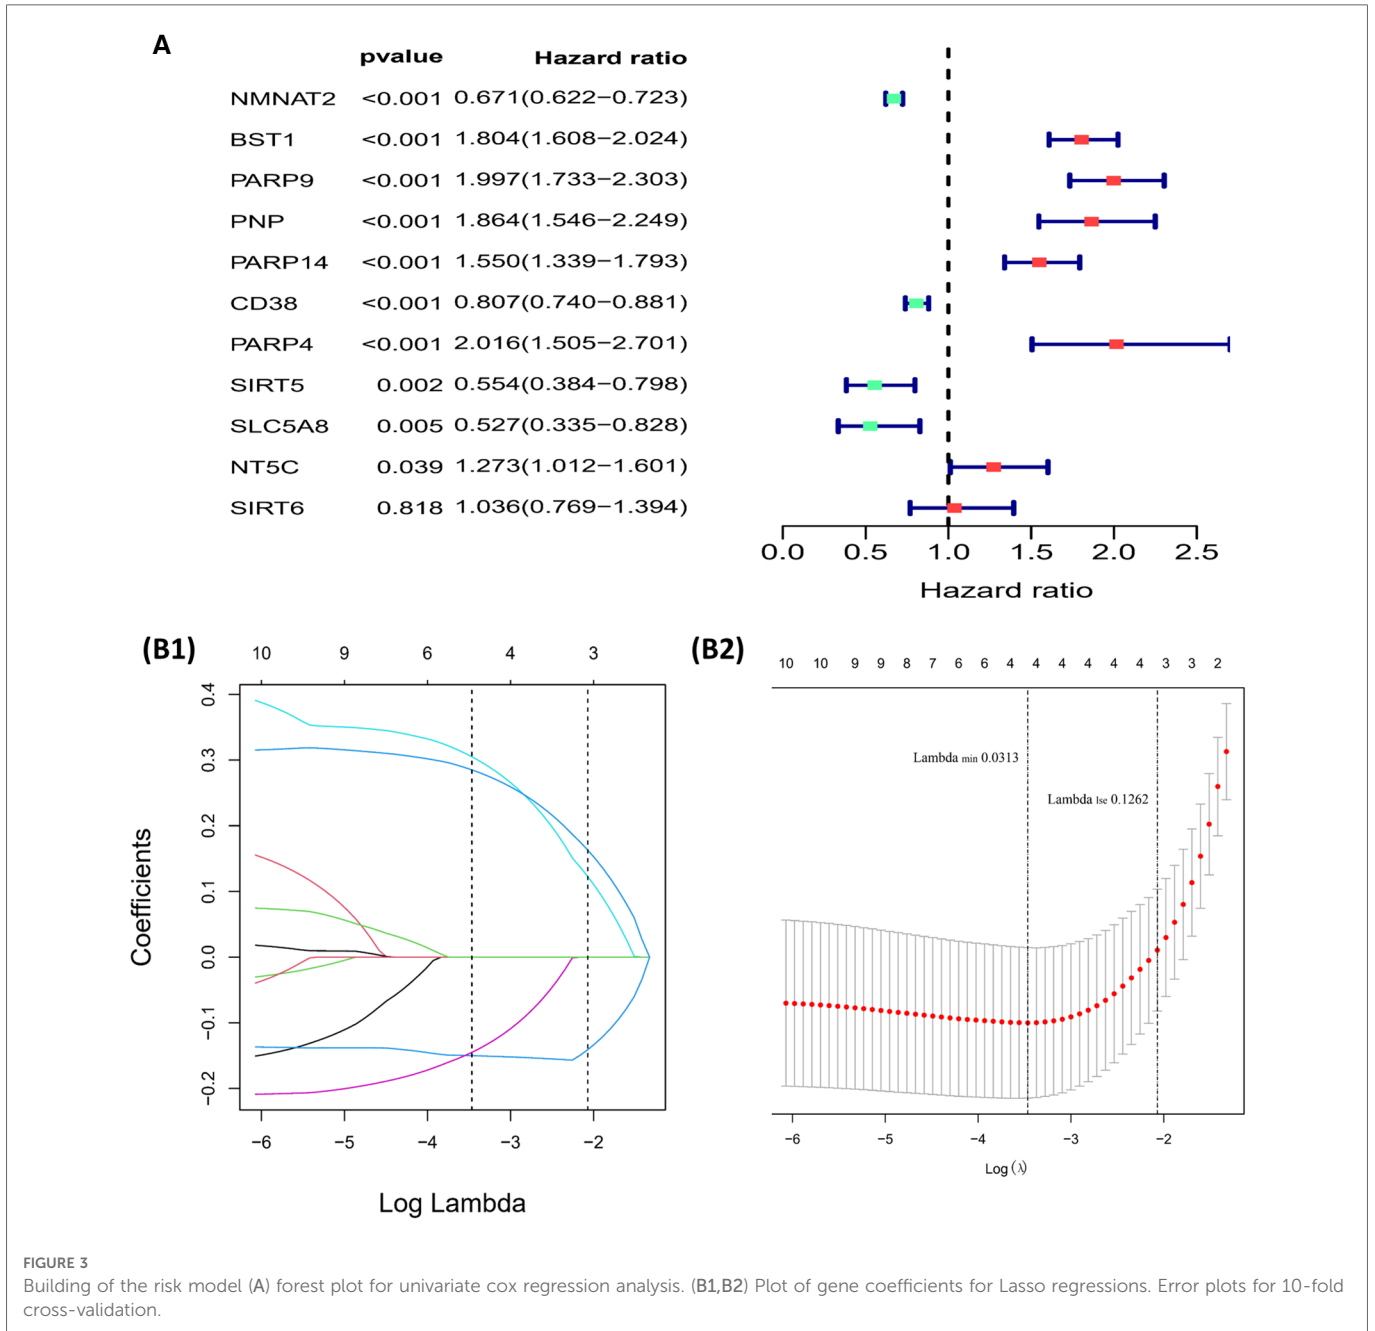 A
pvalue Hazard ratio
NMNAT2 <0.001 0.671(0.622−0.723)
BST1 <0.001 1.804(1.608−2.024)
PARP9 <0.001 1.997(1.733−2.303)
PNP <0.001 1.864(1.546−2.249)
PARP14 <0.001 1.550(1.339−1.793)
CD38 <0.001 0.807(0.740−0.881)
PARP4 <0.001 2.016(1.505−2.701)
SIRT5 0.002 0.554(0.384−0.798)
SLC5A8 0.005 0.527(0.335−0.828)
NT5C 0.039 1.273(1.012−1.601)
SIRT6 0.818 1.036(0.769−1.394)
0.0 0.5 1.0 1.5 2.0 2.5
Hazard ratio
(B1)
10 9 6 4 3
0.4
0.3
0.2
0.1
0.0
−0.1
−0.2
Coefficients
−6 −5 −4 −3 −2
Log Lambda
(B2)
10 10 9 9 8 7 6 6 4 4 4 4 4 4 3 3 2
Lambda min 0.0313
Lambda lse 0.1262
−6 −5 −4 −3 −2
Log (λ)
FIGURE 3
Building of the risk model (A) forest plot for univariate cox regression analysis. (B1,B2) Plot of gene coefficients for Lasso regressions. Error plots for 10-fold
cross-validation.